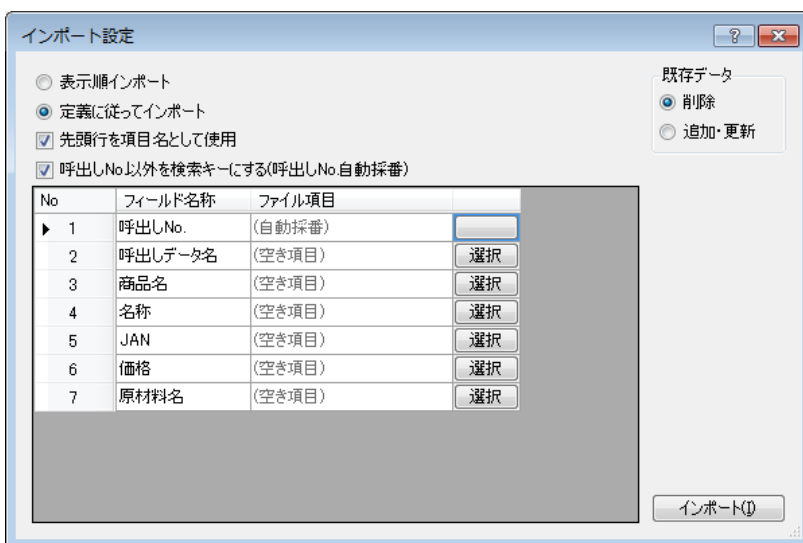 インポート設定
表示順インポート
定義に従ってインポート
先頭行を項目名として使用
呼出しNo.以外を検索キーにする(呼出しNo.自動採番)
既存データ
削除
追加・更新
No フィールド名称 ファイル項目
1 呼出しNo. (自動採番)
2 呼出しデータ名 (空き項目) 選択
3 商品名 (空き項目) 選択
4 名称 (空き項目) 選択
5 JAN (空き項目) 選択
6 価格 (空き項目) 選択
7 原材料名 (空き項目) 選択
インポート(I)